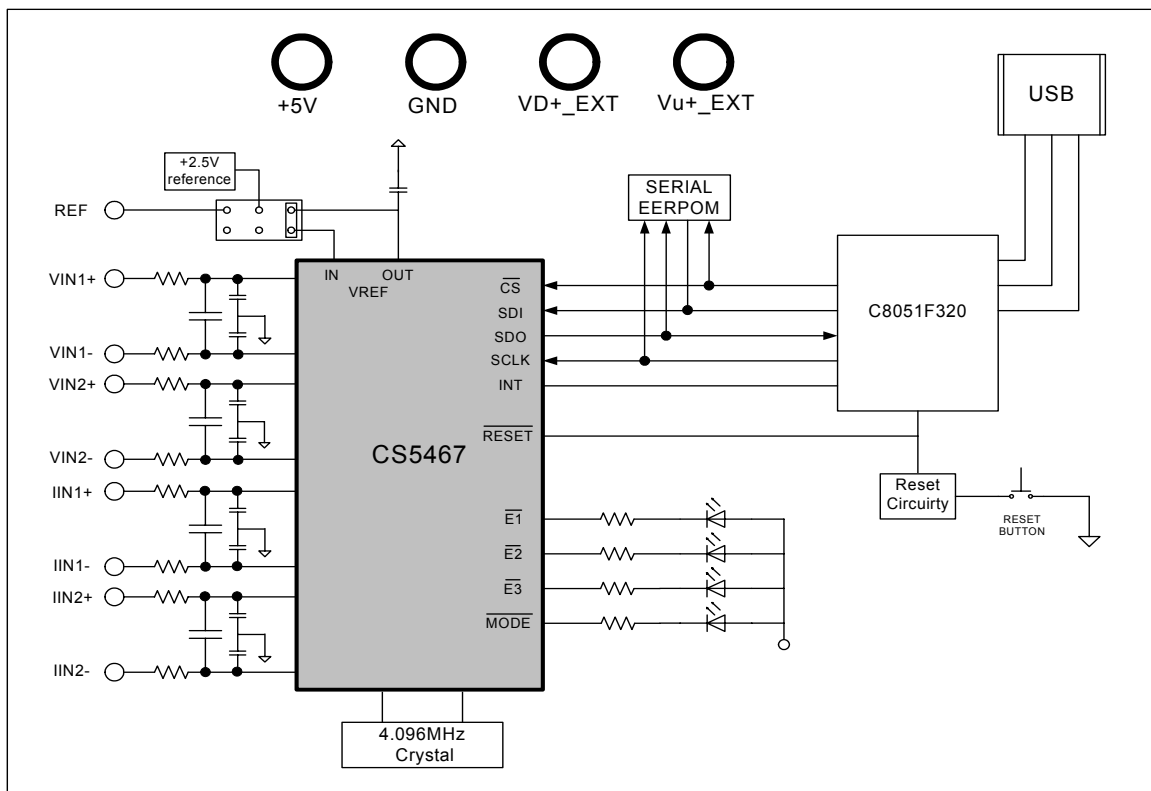 +5V
GND
VD+_EXT
Vu+_EXT
USB
+2.5V
reference
REF
SERIAL
EERPOM
IN
OUT
VREF
VIN1+
VIN1-
VIN2+
VIN2-
IIN1+
IIN1-
IIN2+
IIN2-
CS5467
CS
SDI
SDO
SCLK
INT
RESET
E1
E2
E3
MODE
C8051F320
Reset
Circuirty
RESET
BUTTON
4.096MHz
Crystal